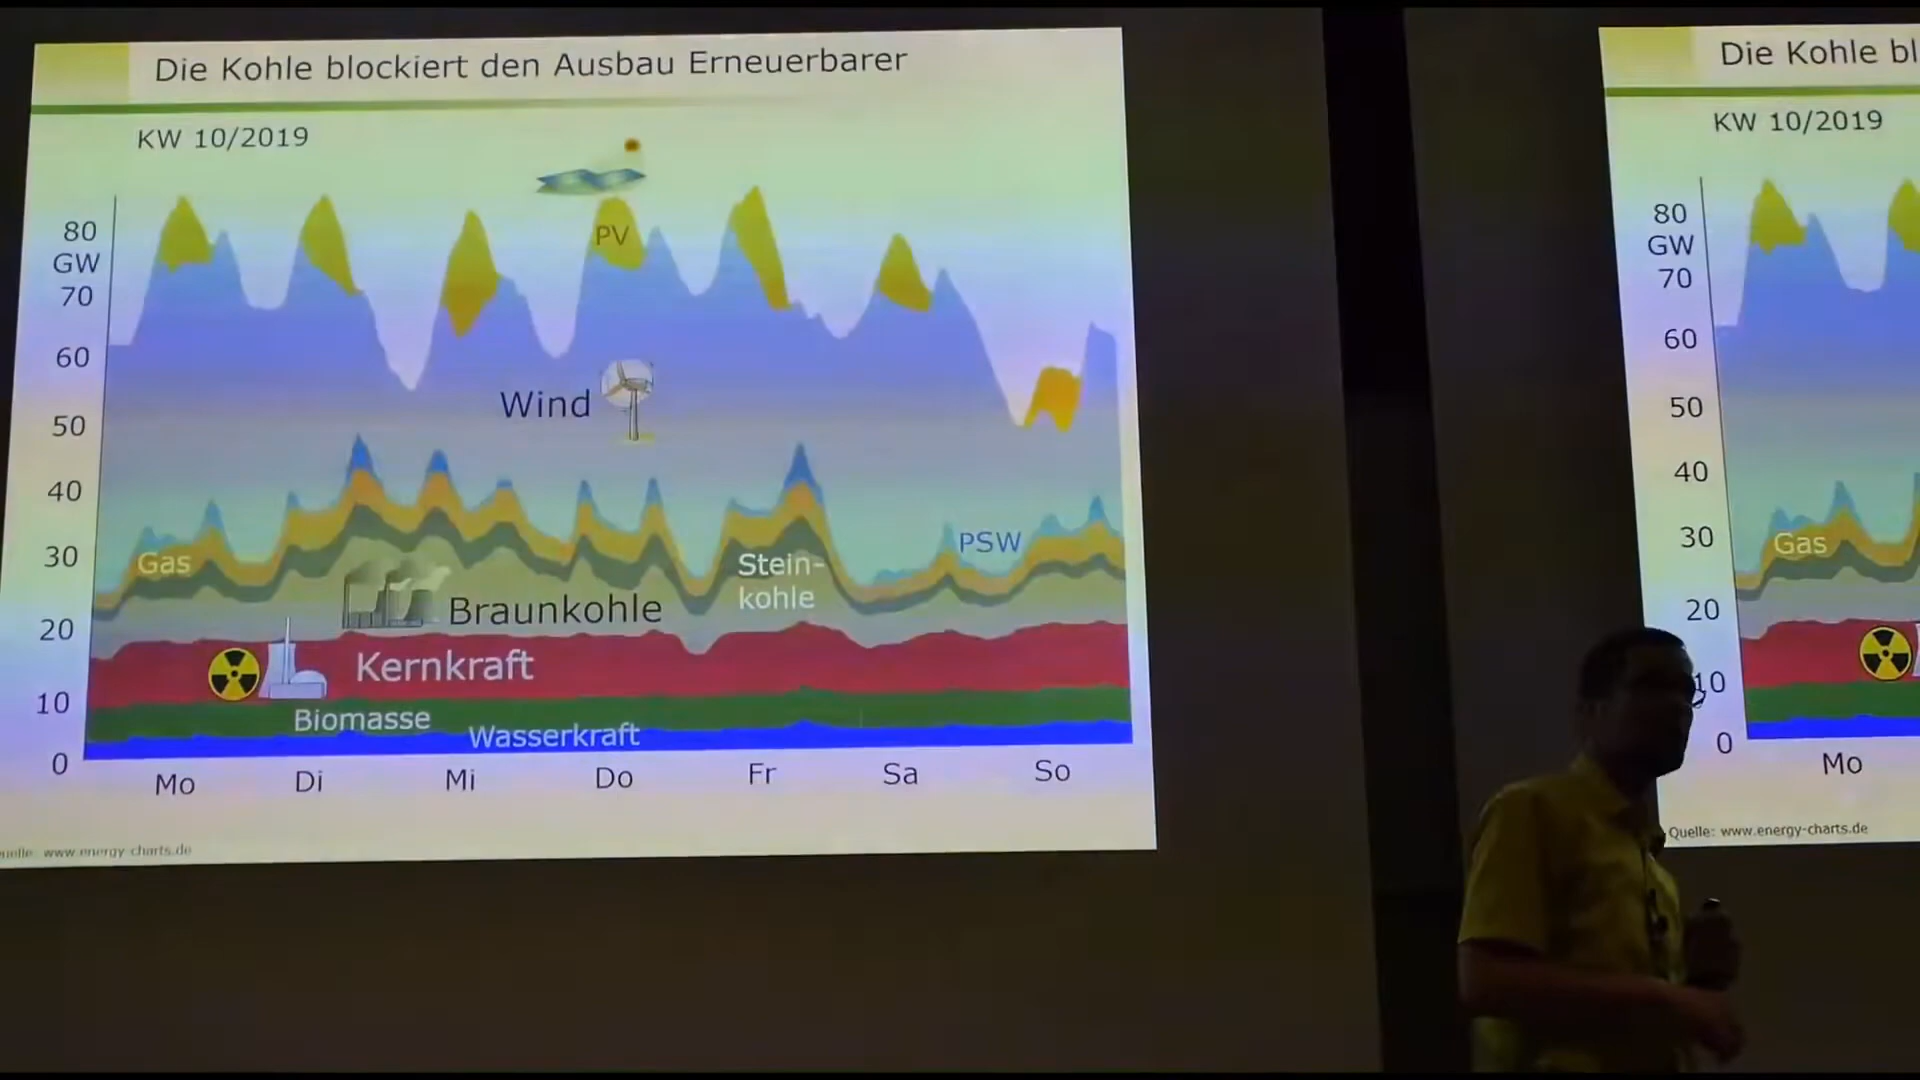 Die Kohle blockiert den Ausbau Erneuerbarer
KW 10/2019
80
GW
70
60
50
40
30
20
10
0
PV
Wind
Gas
PSW
Stein-
kohle
Braunkohle
Kernkraft
Biomasse
Wasserkraft
Mo Di Mi Do Fr Sa So
www.energy-charts.de
Die Kohle bl
KW 10/2019
80
GW
70
60
50
40
30
20
10
0
Gas
Mo
Quelle: www.energy-charts.de